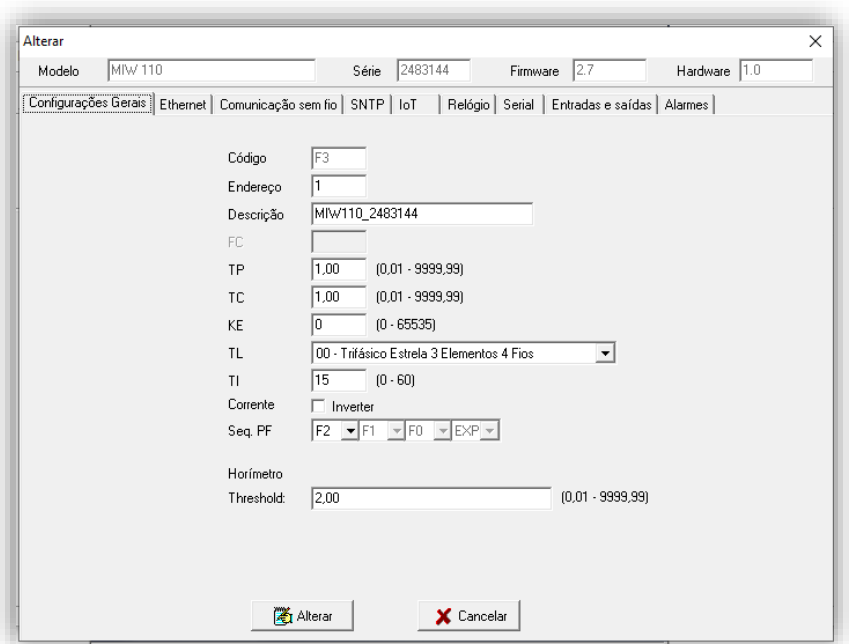 Alterar
Modelo MIW 110 Série 2483144 Firmware 2.7 Hardware 1.0
Configurações Gerais Ethernet Comunicação sem fio SNTP IoT Relógio Serial Entradas e saídas Alarmes
Código F3
Endereço 1
Descrição MIW110_2483144
FC
TP 1,00 (0,01 - 9999,99)
TC 1,00 (0,01 - 9999,99)
KE 0 (0 - 65535)
TL 00 - Trifásico Estrela 3 Elementos 4 Fios
TI 15 (0 - 60)
Corrente Inverter
Seq. PF F2 F1 F0 EXP
Horímetro
Threshold: 2,00 (0,01 - 9999,99)
Alterar Cancelar